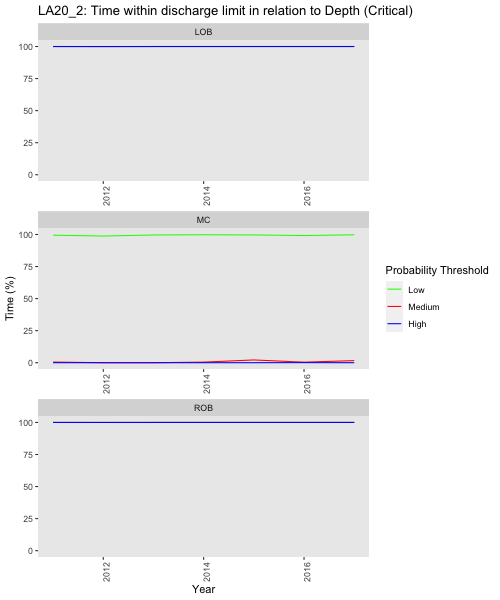 LA20_2: Time within discharge limit in relation to Depth (Critical)
LOB
100
75
50
25
0
2012
2014
2016
MC
100
75
50
25
0
2012
2014
2016
Time (%)
Probability Threshold
Low
Medium
High
ROB
100
75
50
25
0
2012
2014
2016
Year